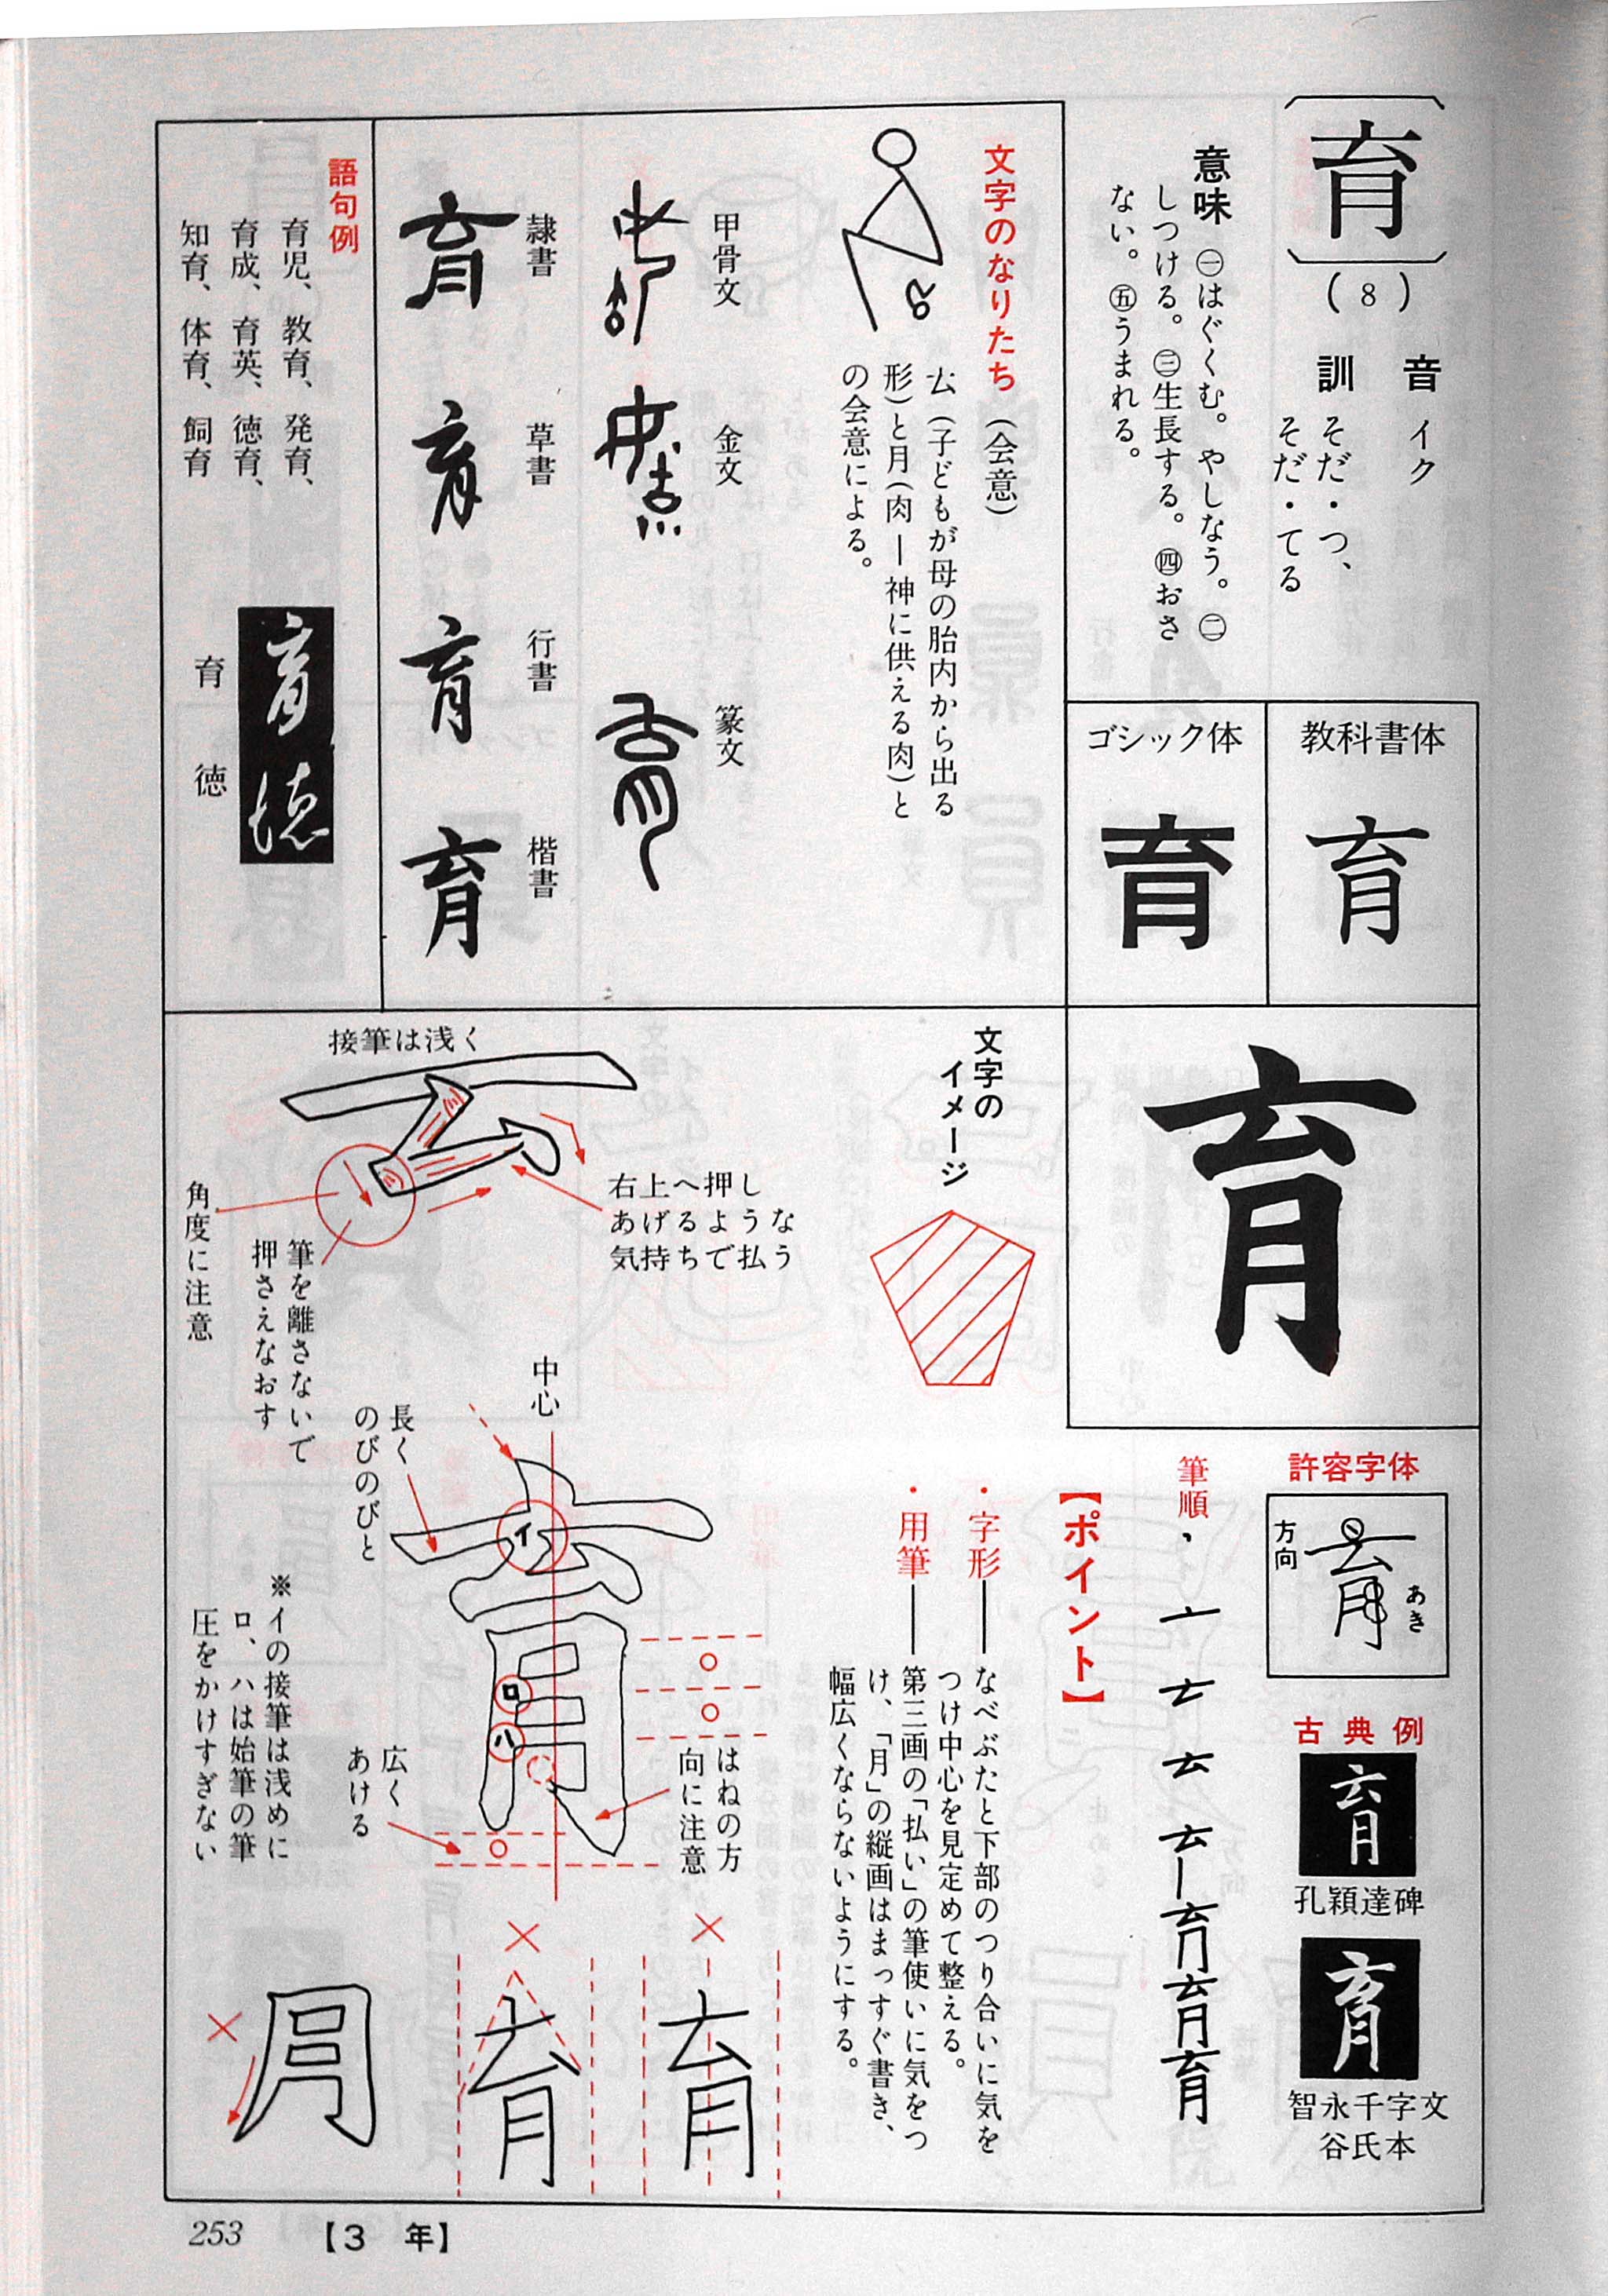 育
(8)
音 イク
訓 そだ・つ、
そだ・てる
意味 ㊀はぐくむ。やしなう。㊁
しつける。㊂生長する。㊃おさ
ない。㊄うまれる。
教科書体
育
ゴシック体
育
文字のなりたち(会意)
𠫓(子どもが母の胎内から出る
形)と月(肉―神に供える肉)と
の会意による。
甲骨文
金文
篆文
隷書
育
草書
育
行書
育
楷書
育
語句例
育児、教育、発育、
育成、育英、徳育、
知育、体育、飼育
育徳
育徳
育
許容字体
育
方向
あき
古典例
育
孔穎達碑
育
智永千字文
谷氏本
筆順
【ポイント】
・字形――なべぶたと下部のつり合いに気を
つけ中心を見定めて整える。
・用筆――第三画の「払い」の筆使いに気をつ
け、「月」の縦画はまっすぐ書き、
幅広くならないようにする。
文字の
イメージ
接筆は浅く
右上へ押し
あげるような
気持ちで払う
角度に注意
筆を離さないで
押さえなおす
中心
長く
のびのびと
イ
ロ
ハ
はねの方
向に注意
広く
あける
※イの接筆は浅めに
ロ、ハは始筆の筆
圧をかけすぎない
育
育
月
253
【3 年】